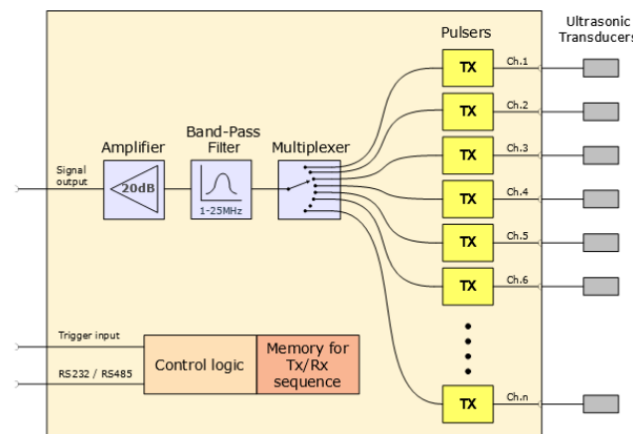 Pulsers
Ultrasonic
Transducers
TX
Ch.1
TX
Ch.2
Amplifier
Band-Pass
Filter
Multiplexer
TX
Ch.3
Signal
output
20dB
1-25MHz
TX
Ch.4
TX
Ch.5
TX
Ch.6
Trigger input
RS232 / RS485
Control logic
Memory for
Tx/Rx
sequence
TX
Ch.n